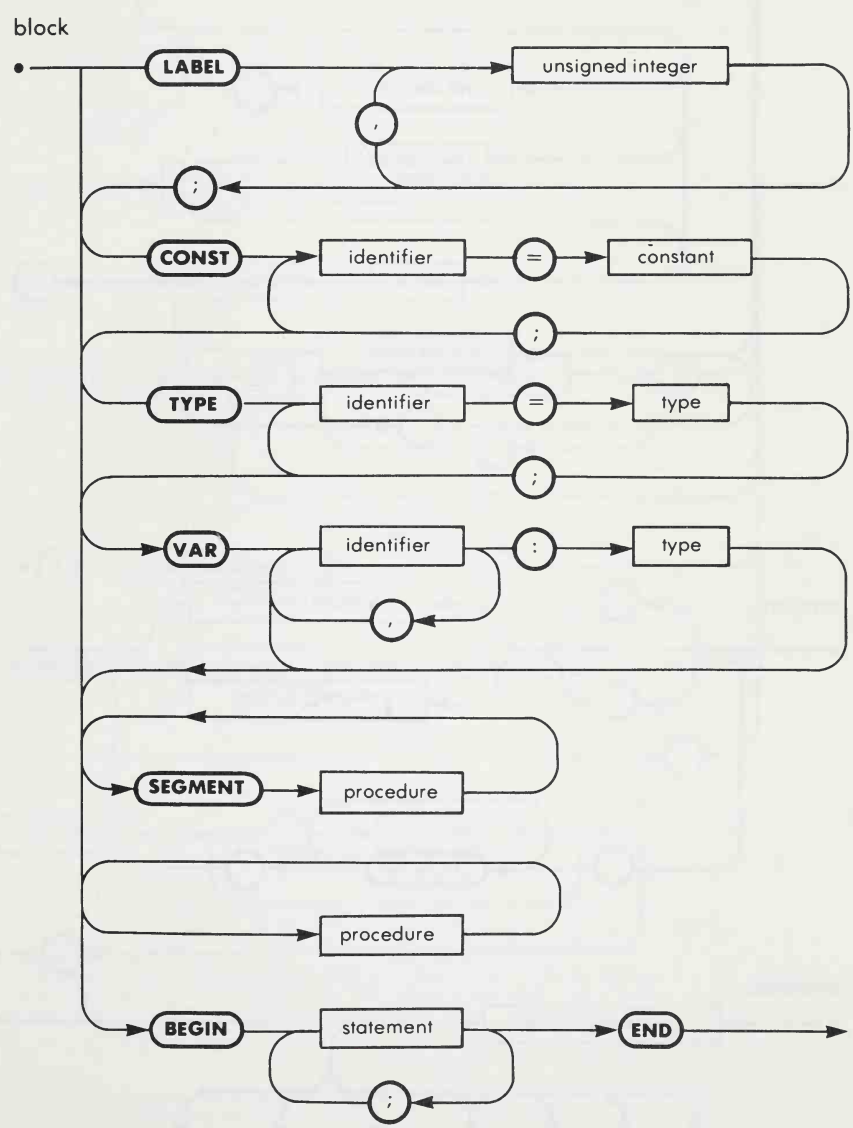 block
LABEL unsigned integer
,
;
CONST identifier = constant
;
TYPE identifier = type
;
VAR identifier : type
,
SEGMENT procedure
procedure
BEGIN statement END
;